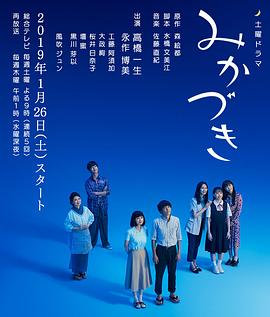 土曜ドラマ
みかづき
原作 森 絵都
脚本 水橋文美江
音楽 佐藤直紀
出演 高橋一生
永作博美
工藤阿須加
大政 絢
桜井日奈子
壇蜜
黒川芽以
風吹ジュン
2019年1月26日(土)スタート
総合テレビ 毎週土曜 よる9時(連続5回)
再放送 毎週木曜 午前1時(水曜深夜)